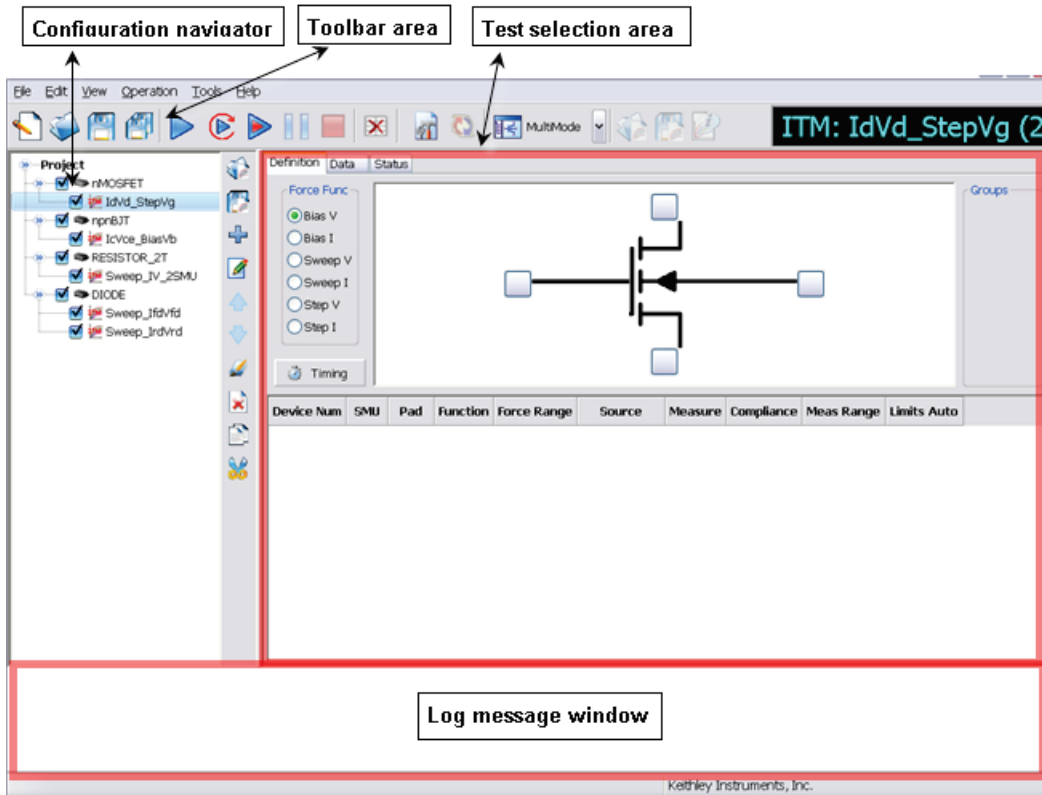 Configuration navigator
Toolbar area
Test selection area
File Edit View Operation Tools Help
MultiMode
ITM: IdVd_StepVg (2
Project
nMOSFET
IdVd_StepVg
npnBJT
IcVce_BiasVb
RESISTOR_2T
Sweep_IV_2SMU
DIODE
Sweep_IfdVfd
Sweep_IrdVrd
Definition Data Status
Force Func
Bias V
Bias I
Sweep V
Sweep I
Step V
Step I
Timing
Groups
Device Num SMU Pad Function Force Range Source Measure Compliance Meas Range Limits Auto
Log message window
Keithley Instruments, Inc.